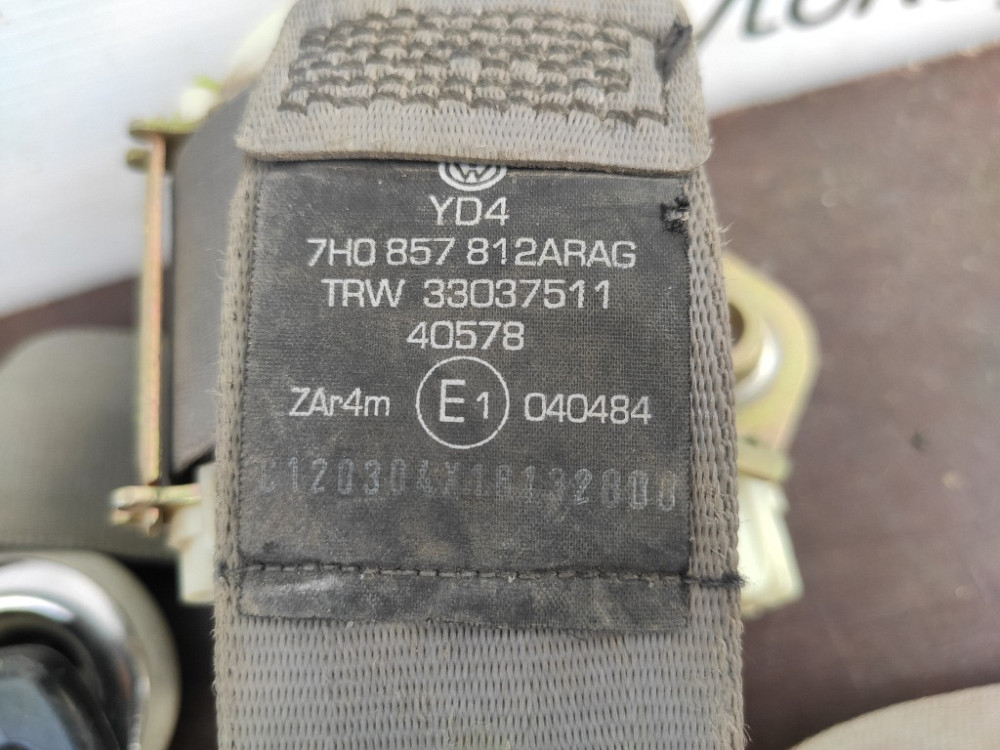 YD4
7H0 857 812ARAG
TRW 33037511
40578
ZAr4m E1 040484